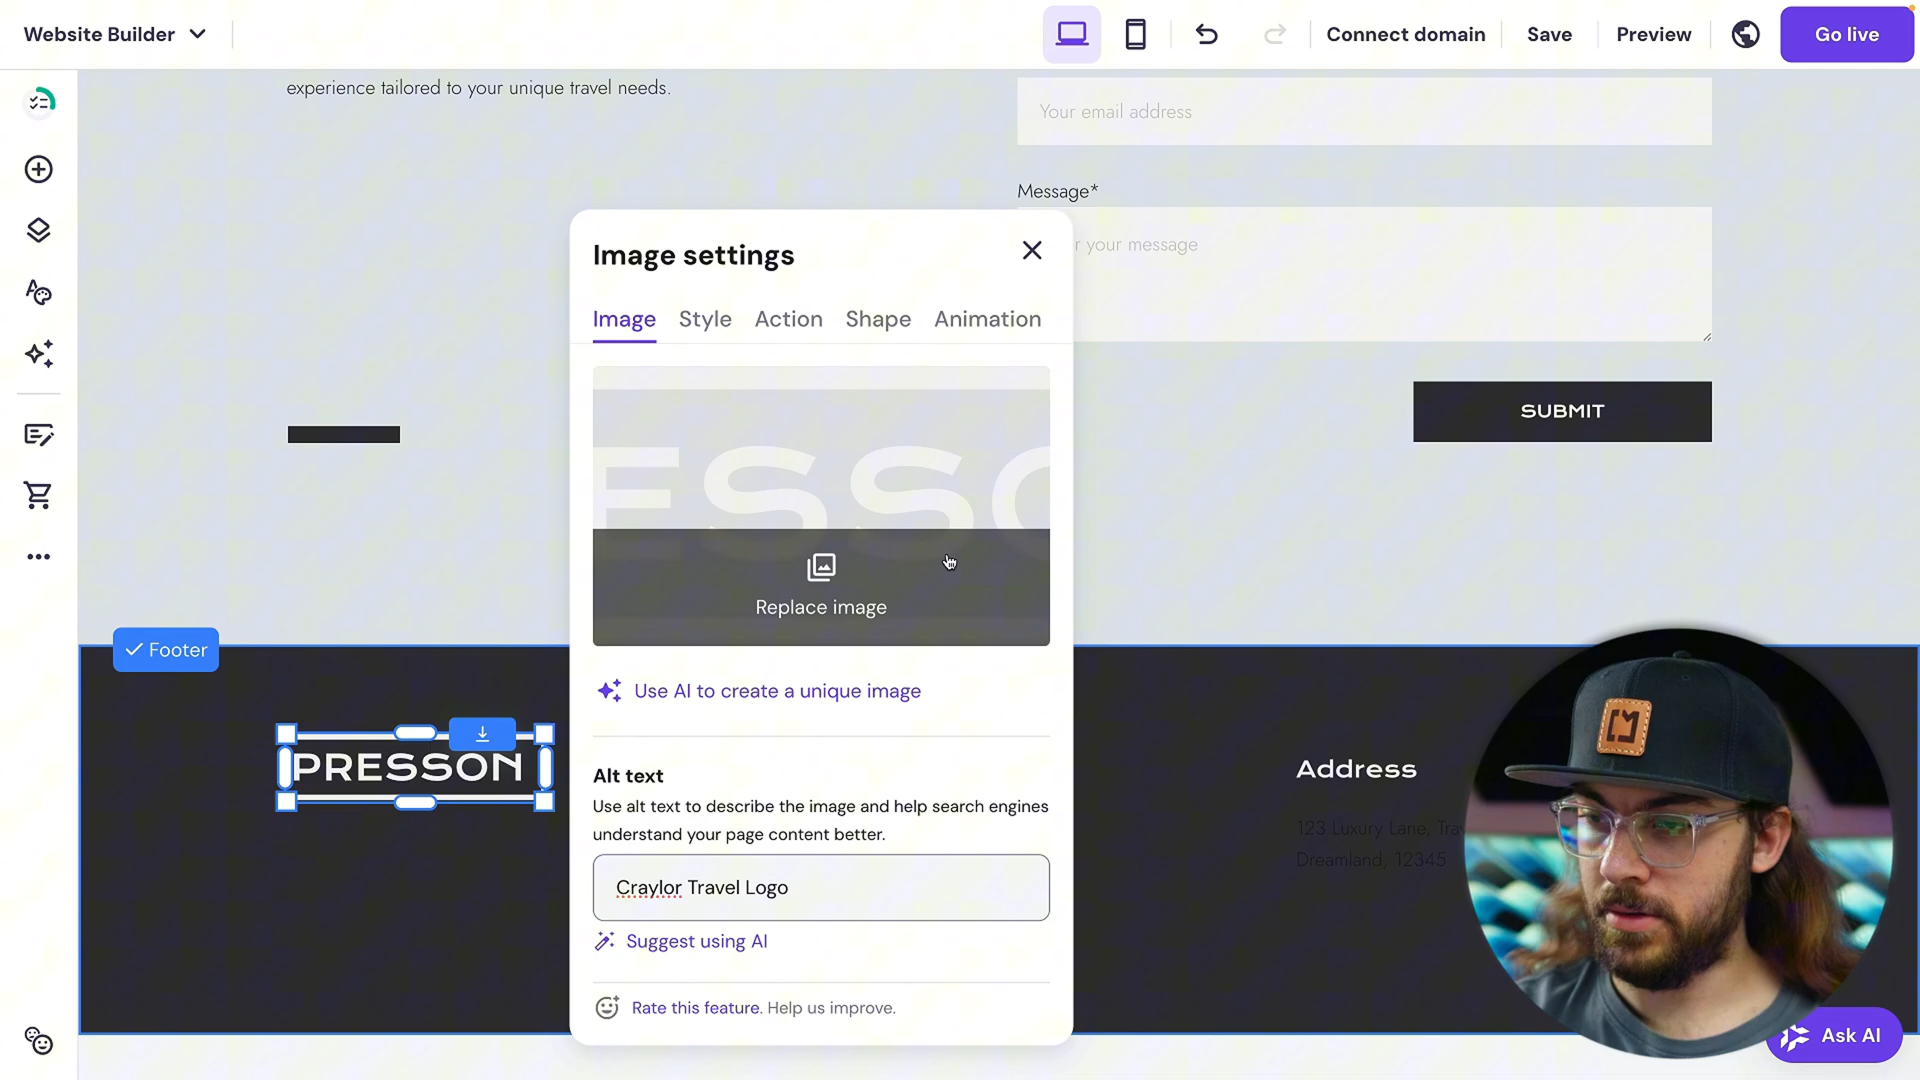 Website Builder
Connect domain
Save
Preview
Go live
experience tailored to your unique travel needs.
Your email address
Message*
r your message
SUBMIT
Image settings
Image
Style
Action
Shape
Animation
ESSO
Replace image
Use AI to create a unique image
Alt text
Use alt text to describe the image and help search engines
understand your page content better.
Craylor Travel Logo
Suggest using AI
Rate this feature. Help us improve.
Footer
PRESSON
Address
123 Luxury Lane,
Dreamland, 12345
Ask AI